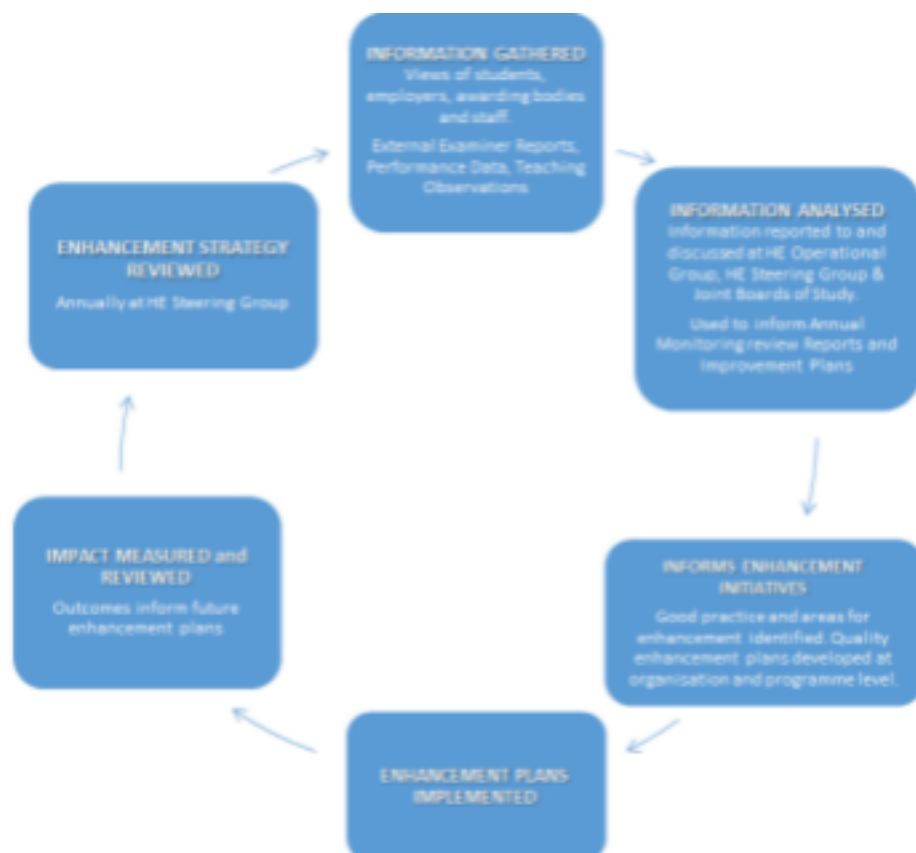 INFORMATION GATHERED
Views of students,
employers, awarding bodies
and staff.
External Examiner Reports,
Performance Data, Teaching
Observations
INFORMATION ANALYSED
Information reported to and
discussed at HE Operational
Group, HE Steering Group &
Joint Boards of Study.
Used to inform Annual
Monitoring review Reports and
Improvement Plans
INFORMS ENHANCEMENT
INITIATIVES
Good practice and areas for
enhancement identified. Quality
enhancement plans developed at
organisation and programme level.
ENHANCEMENT PLANS
IMPLEMENTED
IMPACT MEASURED and
REVIEWED
Outcomes inform future
enhancement plans
ENHANCEMENT STRATEGY
REVIEWED
Annually at HE Steering Group